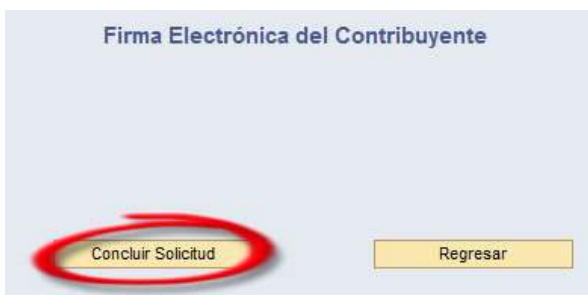 Firma Electrónica del Contribuyente
Concluir Solicitud
Regresar